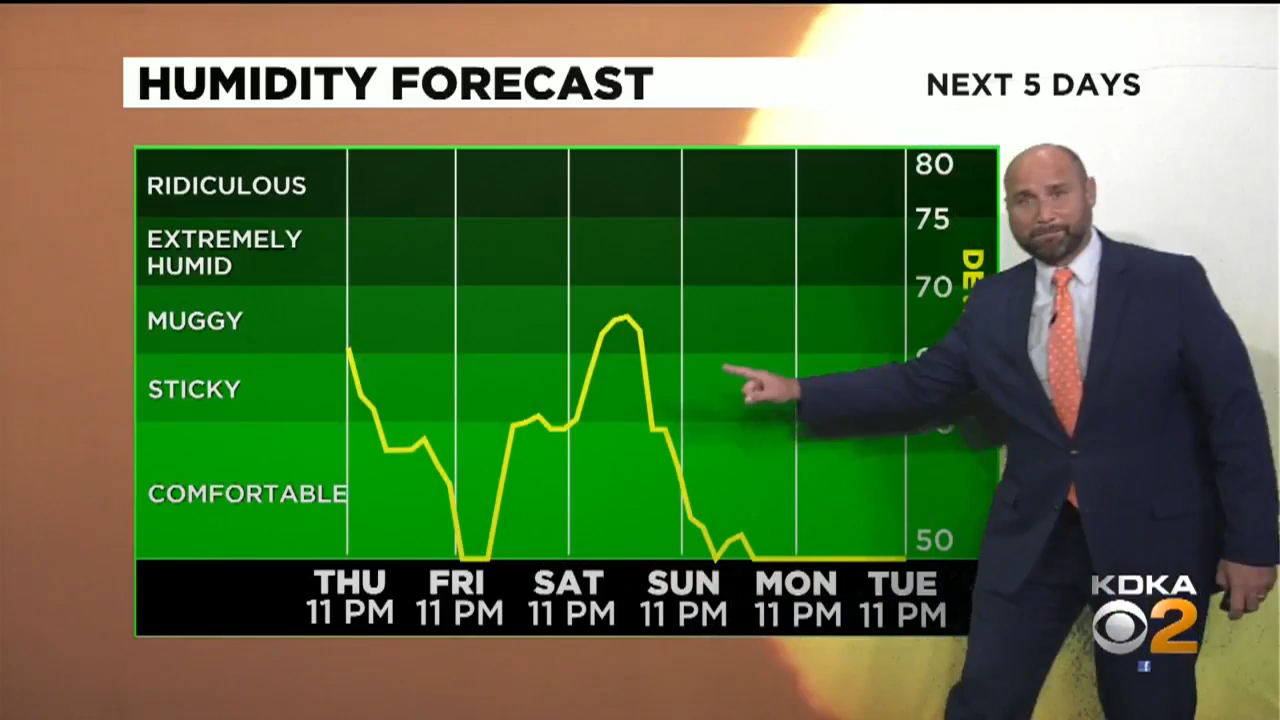 HUMIDITY FORECAST
NEXT 5 DAYS
RIDICULOUS
EXTREMELY
HUMID
MUGGY
STICKY
COMFORTABLE
80
75
70
50
THU FRI SAT SUN MON TUE
11 PM 11 PM 11 PM 11 PM 11 PM 11 PM
KDKA
2
f